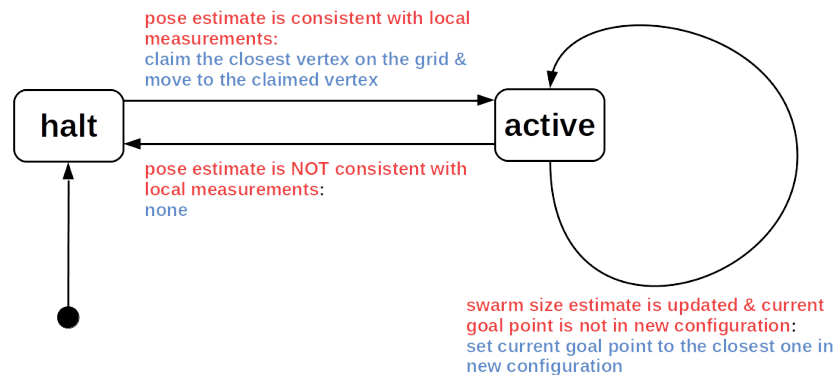 pose estimate is consistent with local
measurements:
claim the closest vertex on the grid &
move to the claimed vertex
halt
active
pose estimate is NOT consistent with
local measurements:
none
swarm size estimate is updated & current
goal point is not in new configuration:
set current goal point to the closest one in
new configuration